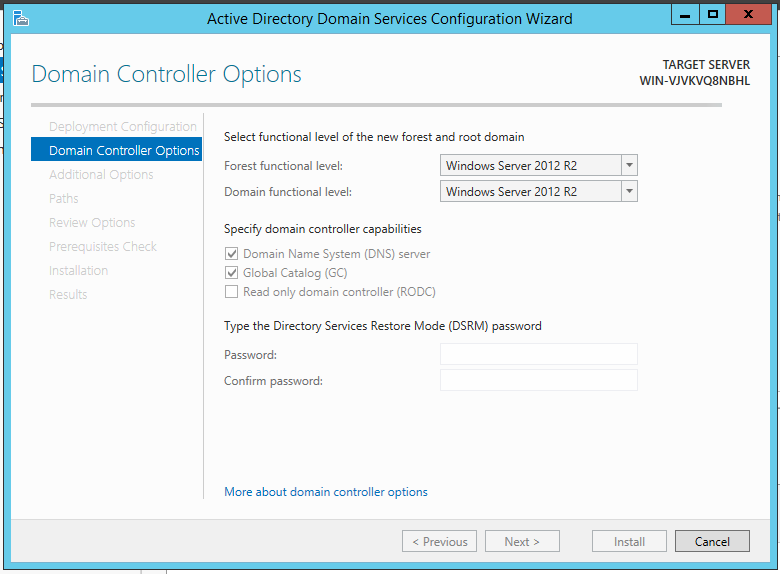 Active Directory Domain Services Configuration Wizard
Domain Controller Options
TARGET SERVER
WIN-VJVKVQ8NBHL
Deployment Configuration
Domain Controller Options
Additional Options
Paths
Review Options
Prerequisites Check
Installation
Results
Select functional level of the new forest and root domain
Forest functional level: Windows Server 2012 R2
Domain functional level: Windows Server 2012 R2
Specify domain controller capabilities
Domain Name System (DNS) server
Global Catalog (GC)
Read only domain controller (RODC)
Type the Directory Services Restore Mode (DSRM) password
Password:
Confirm password:
More about domain controller options
< Previous Next > Install Cancel